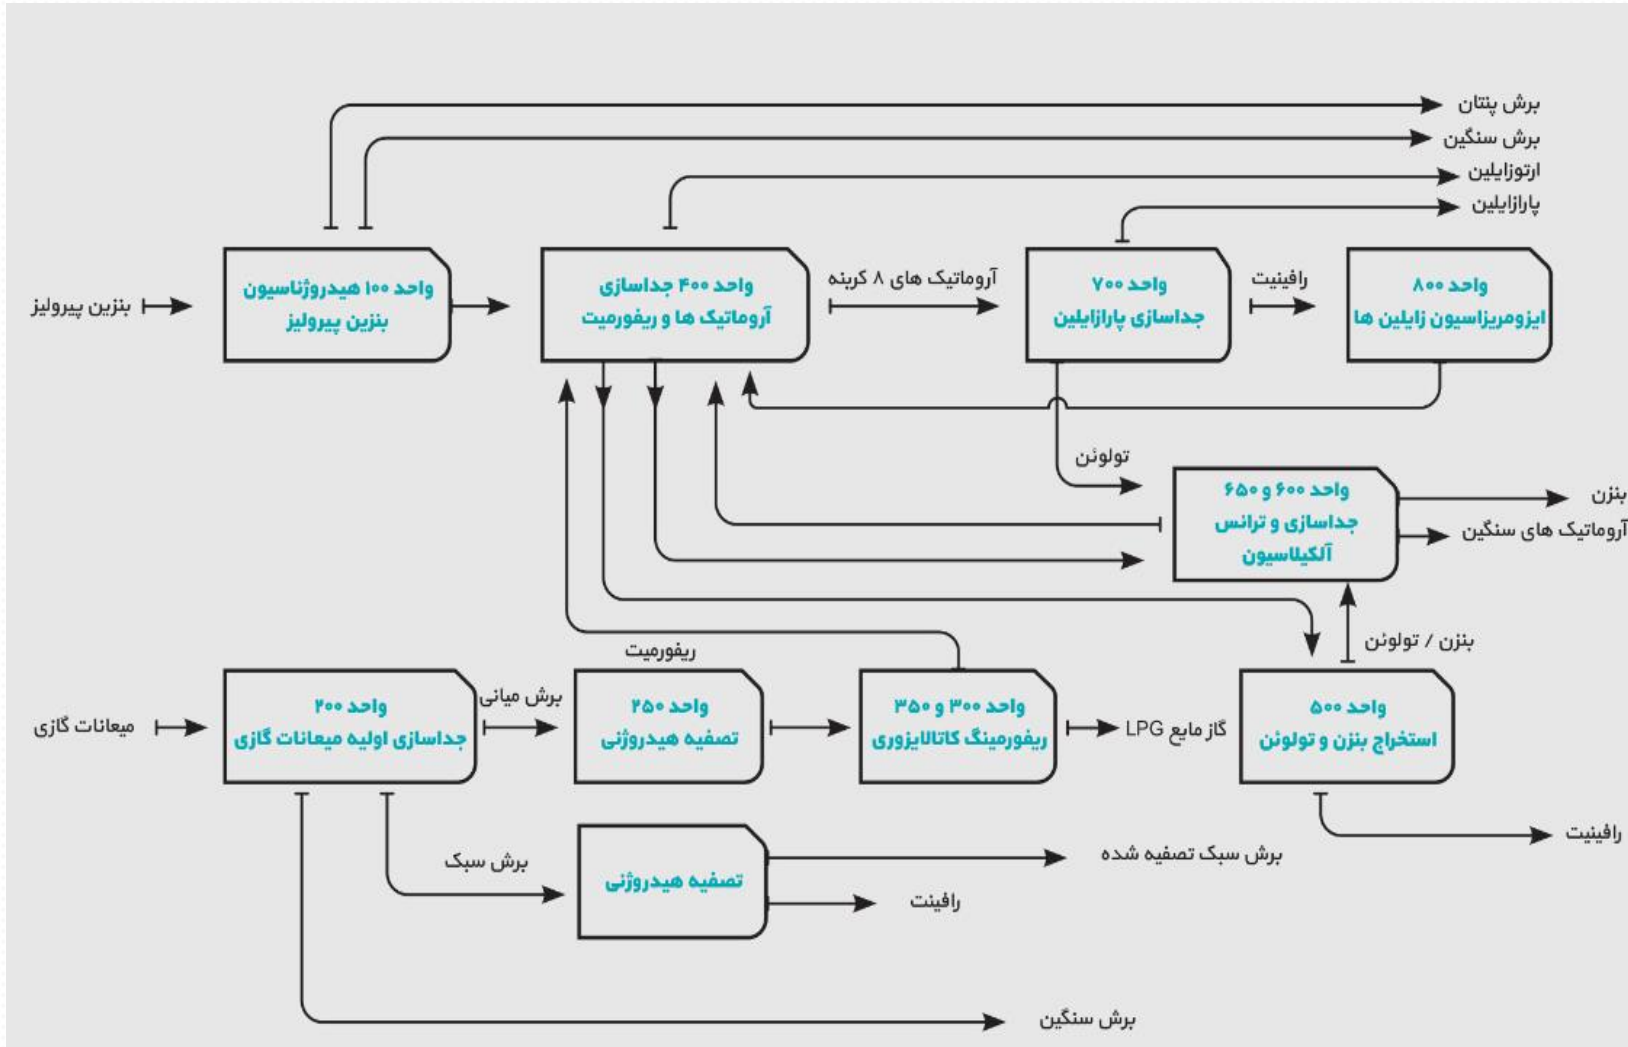 برش پنتان
برش سنگین
ارتوزایلین
پارازایلین
بنزین پیرولیز
واحد ۱۰۰ هیدروژناسیون
بنزین پیرولیز
واحد ۴۰۰ جداسازی
آروماتیک ها و ریفورمیت
آروماتیک های ۸ کربنه
واحد ۷۰۰
جداسازی پارازایلین
رافینیت
واحد ۸۰۰
ایزومریزاسیون زایلین ها
تولوئن
واحد ۶۰۰ و ۶۵۰
جداسازی و ترانس
آلکیلاسیون
بنزن
آروماتیک های سنگین
بنزن / تولوئن
ریفورمیت
میعانات گازی
واحد ۲۰۰
جداسازی اولیه میعانات گازی
برش میانی
واحد ۲۵۰
تصفیه هیدروژنی
واحد ۳۰۰ و ۳۵۰
ریفورمینگ کاتالایزوری
گاز مایع LPG
واحد ۵۰۰
استخراج بنزن و تولوئن
رافینیت
برش سبک
تصفیه هیدروژنی
برش سبک تصفیه شده
رافینت
برش سنگین